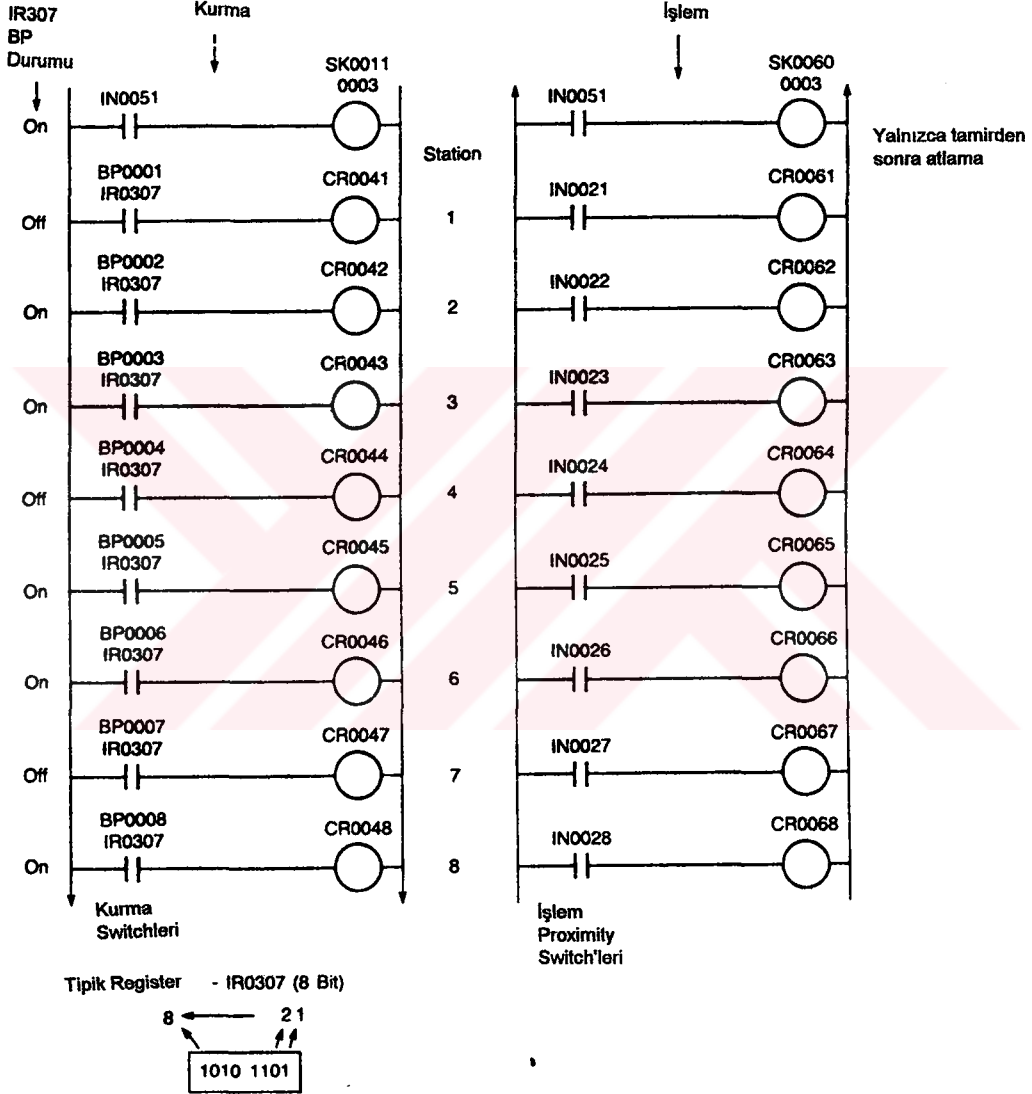 IR307
BP
Durumu
Kurma
İşlem
SK0011
0003
SK0060
0003
On
IN0051
IN0051
Yalnızca tamirden
sonra atlama
Station
BP0001
IR0307
CR0041
Off
1
IN0021
CR0061
BP0002
IR0307
CR0042
On
2
IN0022
CR0062
BP0003
IR0307
CR0043
On
3
IN0023
CR0063
BP0004
IR0307
CR0044
Off
4
IN0024
CR0064
BP0005
IR0307
CR0045
On
5
IN0025
CR0065
BP0006
IR0307
CR0046
On
6
IN0026
CR0066
BP0007
IR0307
CR0047
Off
7
IN0027
CR0067
BP0008
IR0307
CR0048
On
8
IN0028
CR0068
Kurma
Switchleri
İşlem
Proximity
Switch'leri
Tipik Register - IR0307 (8 Bit)
8 2 1
1010 1101